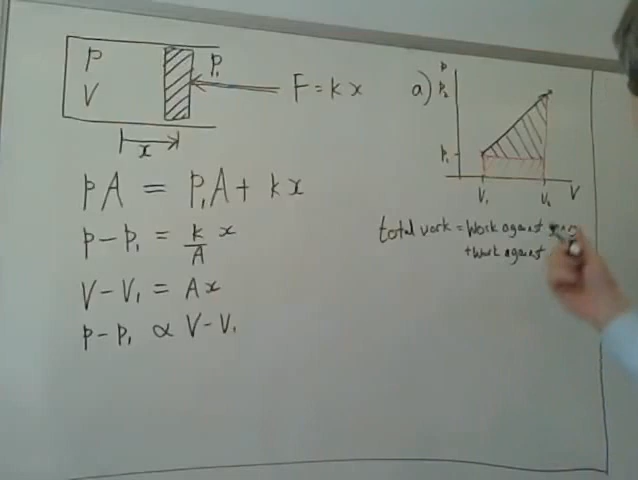 P
V
P₁
F = kx
x
pA = p₁A + kx
p - p₁ = k/A x
V - V₁ = Ax
p - p₁ ∝ V - V₁
a)
p
p₂
p₁
V₁
V₂
V
total work = Work against
+Work against